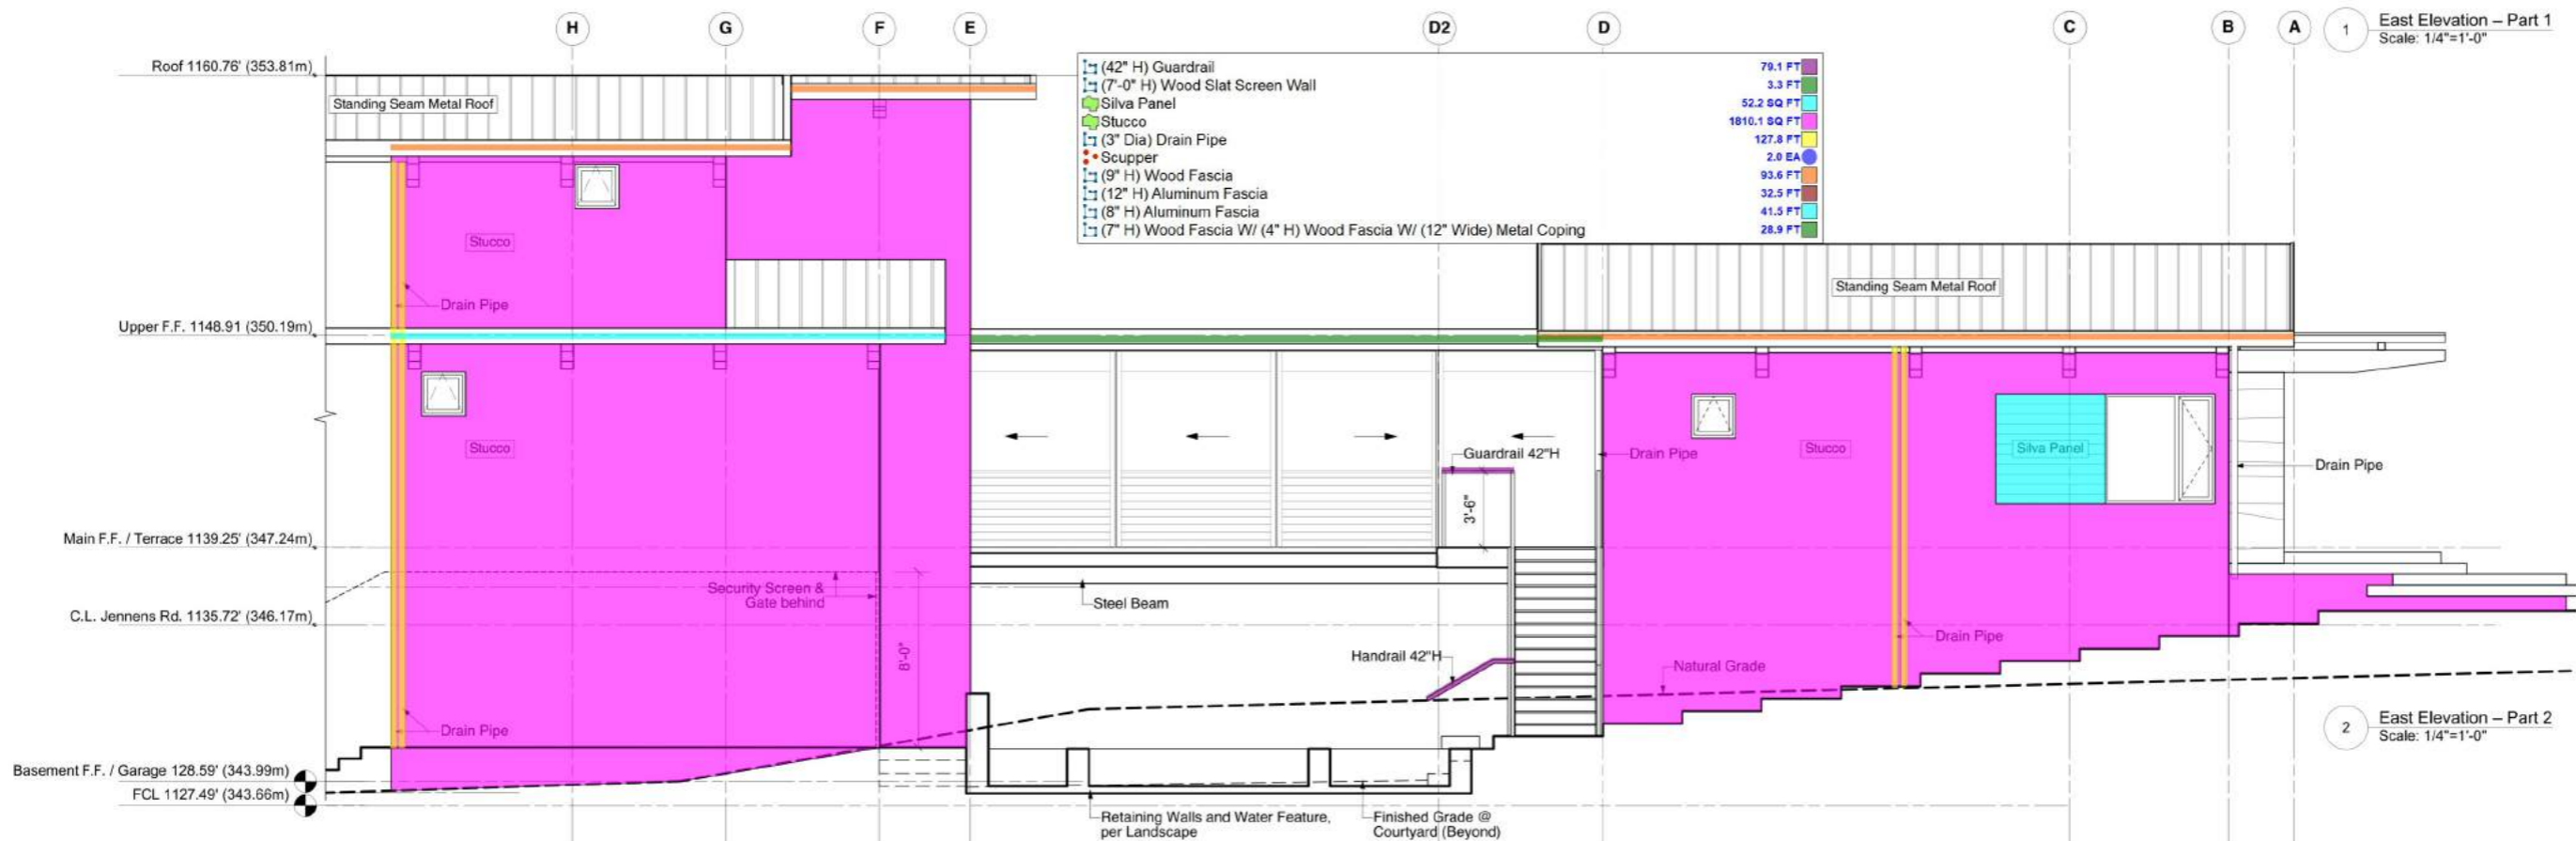 H G F E D2 D C B A
1 East Elevation – Part 1
Scale: 1/4"=1'-0"
Roof 1160.76' (353.81m)
(42" H) Guardrail 79.1 FT
(7'-0" H) Wood Slat Screen Wall 3.3 FT
Silva Panel 52.2 SQ FT
Stucco 1810.1 SQ FT
(3" Dia) Drain Pipe 127.8 FT
Scupper 2.0 EA
(9" H) Wood Fascia 93.6 FT
(12" H) Aluminum Fascia 32.5 FT
(8" H) Aluminum Fascia 41.5 FT
(7" H) Wood Fascia W/ (4" H) Wood Fascia W/ (12" Wide) Metal Coping 28.9 FT
Standing Seam Metal Roof
Stucco
Standing Seam Metal Roof
Drain Pipe
Upper F.F. 1148.91 (350.19m)
Stucco
Guardrail 42"H
Drain Pipe
Stucco
Silva Panel
Drain Pipe
3'-6"
Main F.F. / Terrace 1139.25' (347.24m)
Security Screen &
Gate behind
Steel Beam
C.L. Jennens Rd. 1135.72' (346.17m)
8'-0"
Handrail 42"H
Natural Grade
Drain Pipe
Drain Pipe
2 East Elevation – Part 2
Scale: 1/4"=1'-0"
Basement F.F. / Garage 128.59' (343.99m)
FCL 1127.49' (343.66m)
Retaining Walls and Water Feature,
per Landscape
Finished Grade @
Courtyard (Beyond)